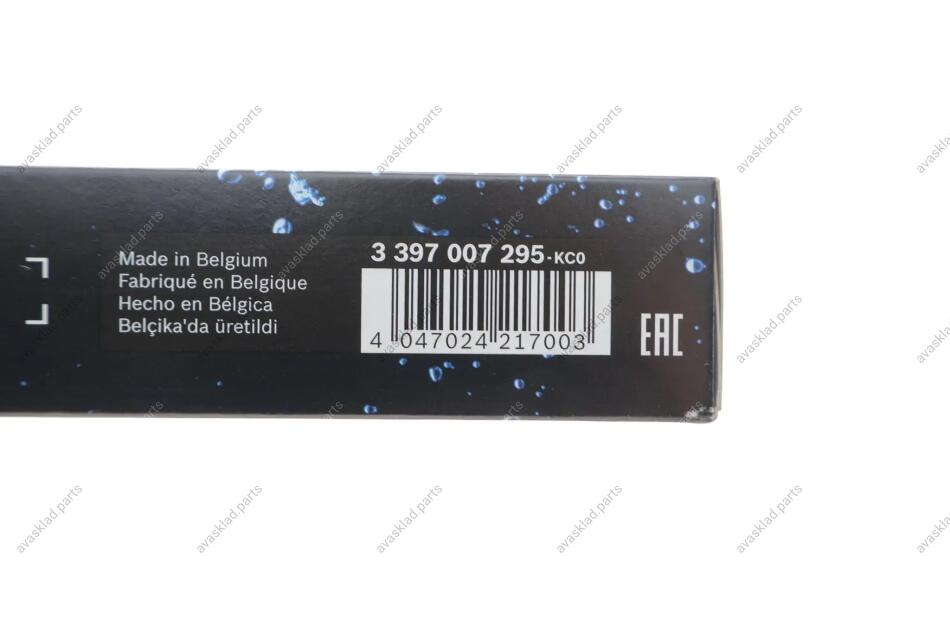 Made in Belgium
Fabriqué en Belgique
Hecho en Bélgica
Belçika'da üretildi
3 397 007 295-KC0
4 047024 217003
EAC
avasklad.parts